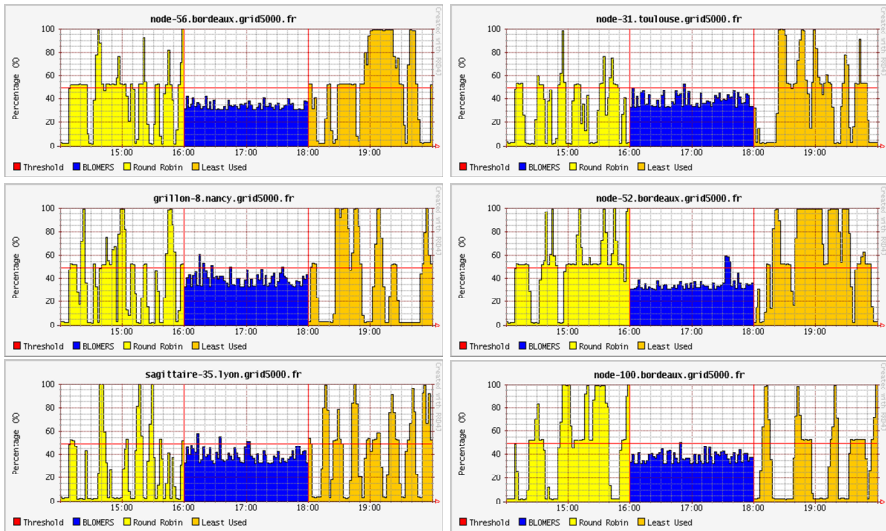 node-56.bordeaux.grid5000.fr
Percentage (%)
100
80
60
40
20
0
15:00 16:00 17:00 18:00 19:00
Threshold BLOMERS Round Robin Least Used
node-31.toulouse.grid5000.fr
Percentage (%)
100
80
60
40
20
0
15:00 16:00 17:00 18:00 19:00
Threshold BLOMERS Round Robin Least Used
grillon-8.nancy.grid5000.fr
Percentage (%)
100
80
60
40
20
0
15:00 16:00 17:00 18:00 19:00
Threshold BLOMERS Round Robin Least Used
node-52.bordeaux.grid5000.fr
Percentage (%)
100
80
60
40
20
0
15:00 16:00 17:00 18:00 19:00
Threshold BLOMERS Round Robin Least Used
sagittaire-35.lyon.grid5000.fr
Percentage (%)
100
80
60
40
20
0
15:00 16:00 17:00 18:00 19:00
Threshold BLOMERS Round Robin Least Used
node-100.bordeaux.grid5000.fr
Percentage (%)
100
80
60
40
20
0
15:00 16:00 17:00 18:00 19:00
Threshold BLOMERS Round Robin Least Used